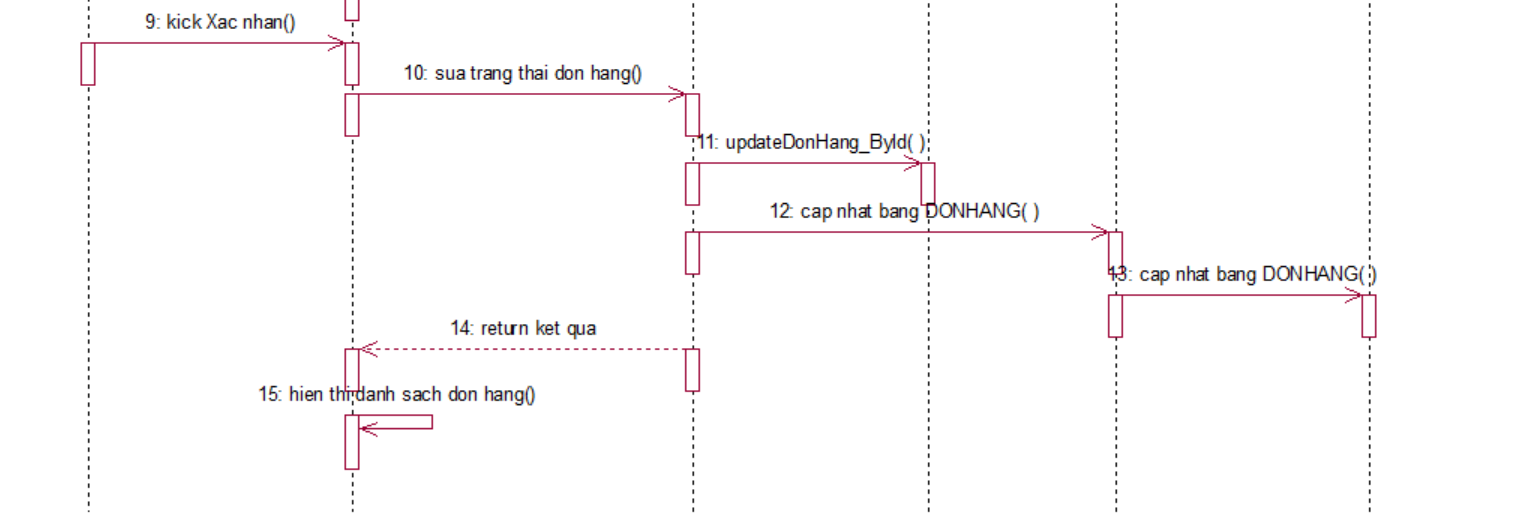 9: kick Xac nhan()
10: sua trang thai don hang()
11: updateDonHang_ById( )
12: cap nhat bang DONHANG( )
13: cap nhat bang DONHANG( )
14: return ket qua
15: hien thi danh sach don hang()